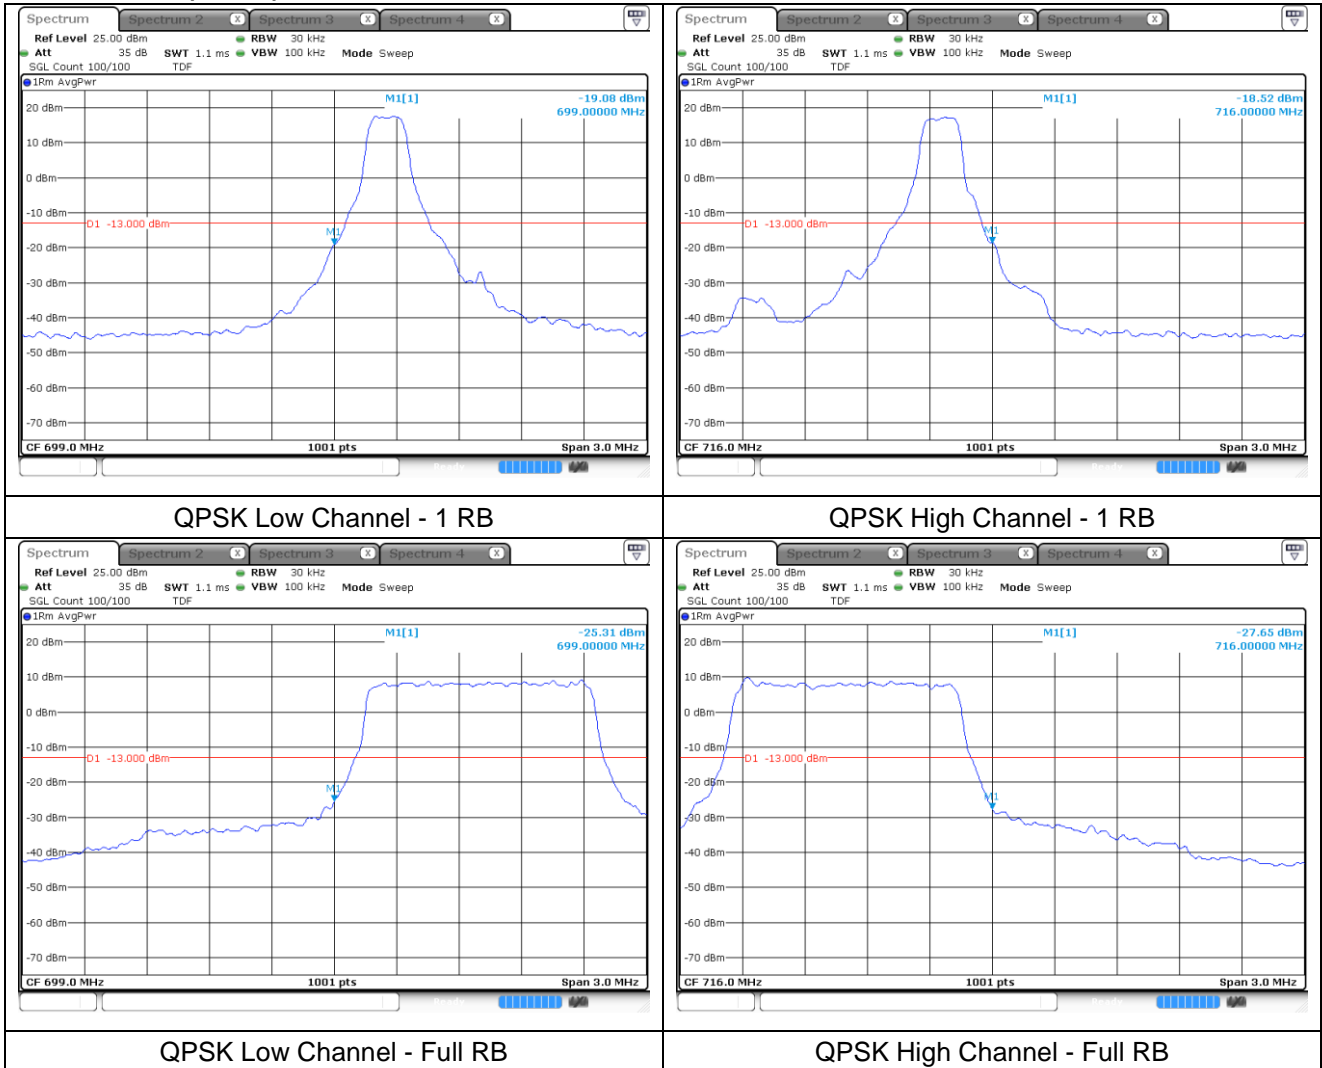 Spectrum Spectrum 2 X Spectrum 3 X Spectrum 4 X
Ref Level 25.00 dBm RBW 30 kHz
Att 35 dB SWT 1.1 ms VBW 100 kHz Mode Sweep
SGL Count 100/100 TDF
1Rm AvgPwr
M1[1] -19.08 dBm
699.00000 MHz
20 dBm
10 dBm
0 dBm
-10 dBm
D1 -13.000 dBm
M1
-20 dBm
-30 dBm
-40 dBm
-50 dBm
-60 dBm
-70 dBm
CF 699.0 MHz 1001 pts Span 3.0 MHz
QPSK Low Channel - 1 RB
Spectrum Spectrum 2 X Spectrum 3 X Spectrum 4 X
Ref Level 25.00 dBm RBW 30 kHz
Att 35 dB SWT 1.1 ms VBW 100 kHz Mode Sweep
SGL Count 100/100 TDF
1Rm AvgPwr
M1[1] -18.52 dBm
716.00000 MHz
20 dBm
10 dBm
0 dBm
-10 dBm
D1 -13.000 dBm
M1
-20 dBm
-30 dBm
-40 dBm
-50 dBm
-60 dBm
-70 dBm
CF 716.0 MHz 1001 pts Span 3.0 MHz
QPSK High Channel - 1 RB
Spectrum Spectrum 2 X Spectrum 3 X Spectrum 4 X
Ref Level 25.00 dBm RBW 30 kHz
Att 35 dB SWT 1.1 ms VBW 100 kHz Mode Sweep
SGL Count 100/100 TDF
1Rm AvgPwr
M1[1] -25.31 dBm
699.00000 MHz
20 dBm
10 dBm
0 dBm
-10 dBm
D1 -13.000 dBm
-20 dBm
M1
-30 dBm
-40 dBm
-50 dBm
-60 dBm
-70 dBm
CF 699.0 MHz 1001 pts Span 3.0 MHz
QPSK Low Channel - Full RB
Spectrum Spectrum 2 X Spectrum 3 X Spectrum 4 X
Ref Level 25.00 dBm RBW 30 kHz
Att 35 dB SWT 1.1 ms VBW 100 kHz Mode Sweep
SGL Count 100/100 TDF
1Rm AvgPwr
M1[1] -27.65 dBm
716.00000 MHz
20 dBm
10 dBm
0 dBm
-10 dBm
D1 -13.000 dBm
-20 dBm
M1
-30 dBm
-40 dBm
-50 dBm
-60 dBm
-70 dBm
CF 716.0 MHz 1001 pts Span 3.0 MHz
QPSK High Channel - Full RB